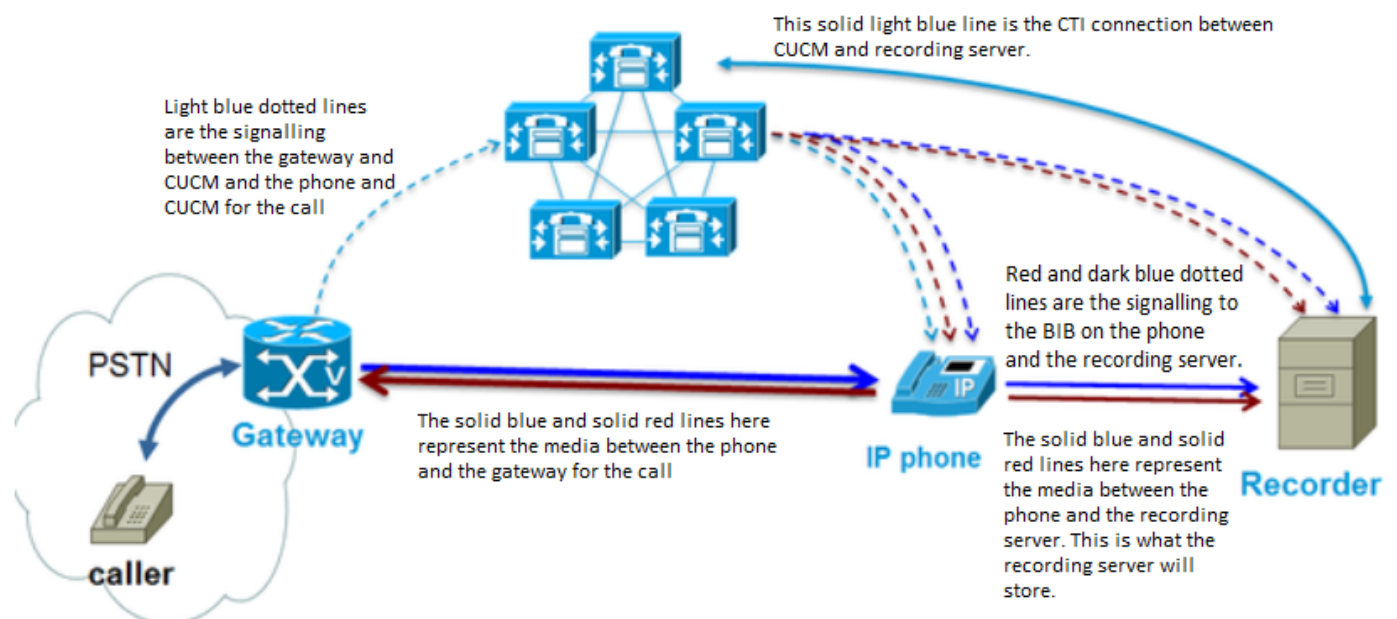 This solid light blue line is the CTI connection between
CUCM and recording server.
Light blue dotted lines
are the signalling
between the gateway and
CUCM and the phone and
CUCM for the call
Red and dark blue dotted
lines are the signalling to
the BIB on the phone
and the recording server.
PSTN
V
IP
Gateway
The solid blue and solid red lines here
represent the media between the phone
and the gateway for the call
IP phone
The solid blue and solid
red lines here represent
the media between the
phone and the recording
server. This is what the
recording server will
store.
Recorder
caller